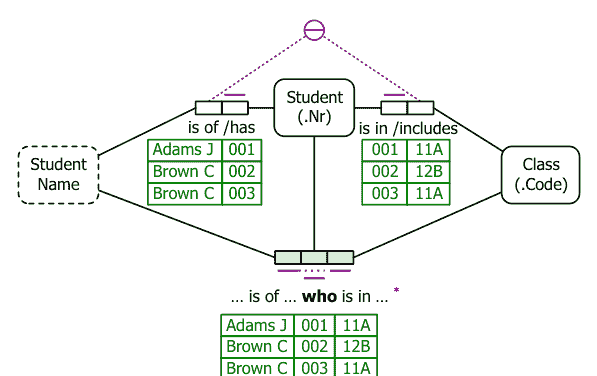 Student
(.Nr)
is of /has
is in /includes
Adams J 001
Brown C 002
Brown C 003
001 11A
002 12B
003 11A
Student
Name
Class
(.Code)
... is of ... who is in ... *
Adams J 001 11A
Brown C 002 12B
Brown C 003 11A